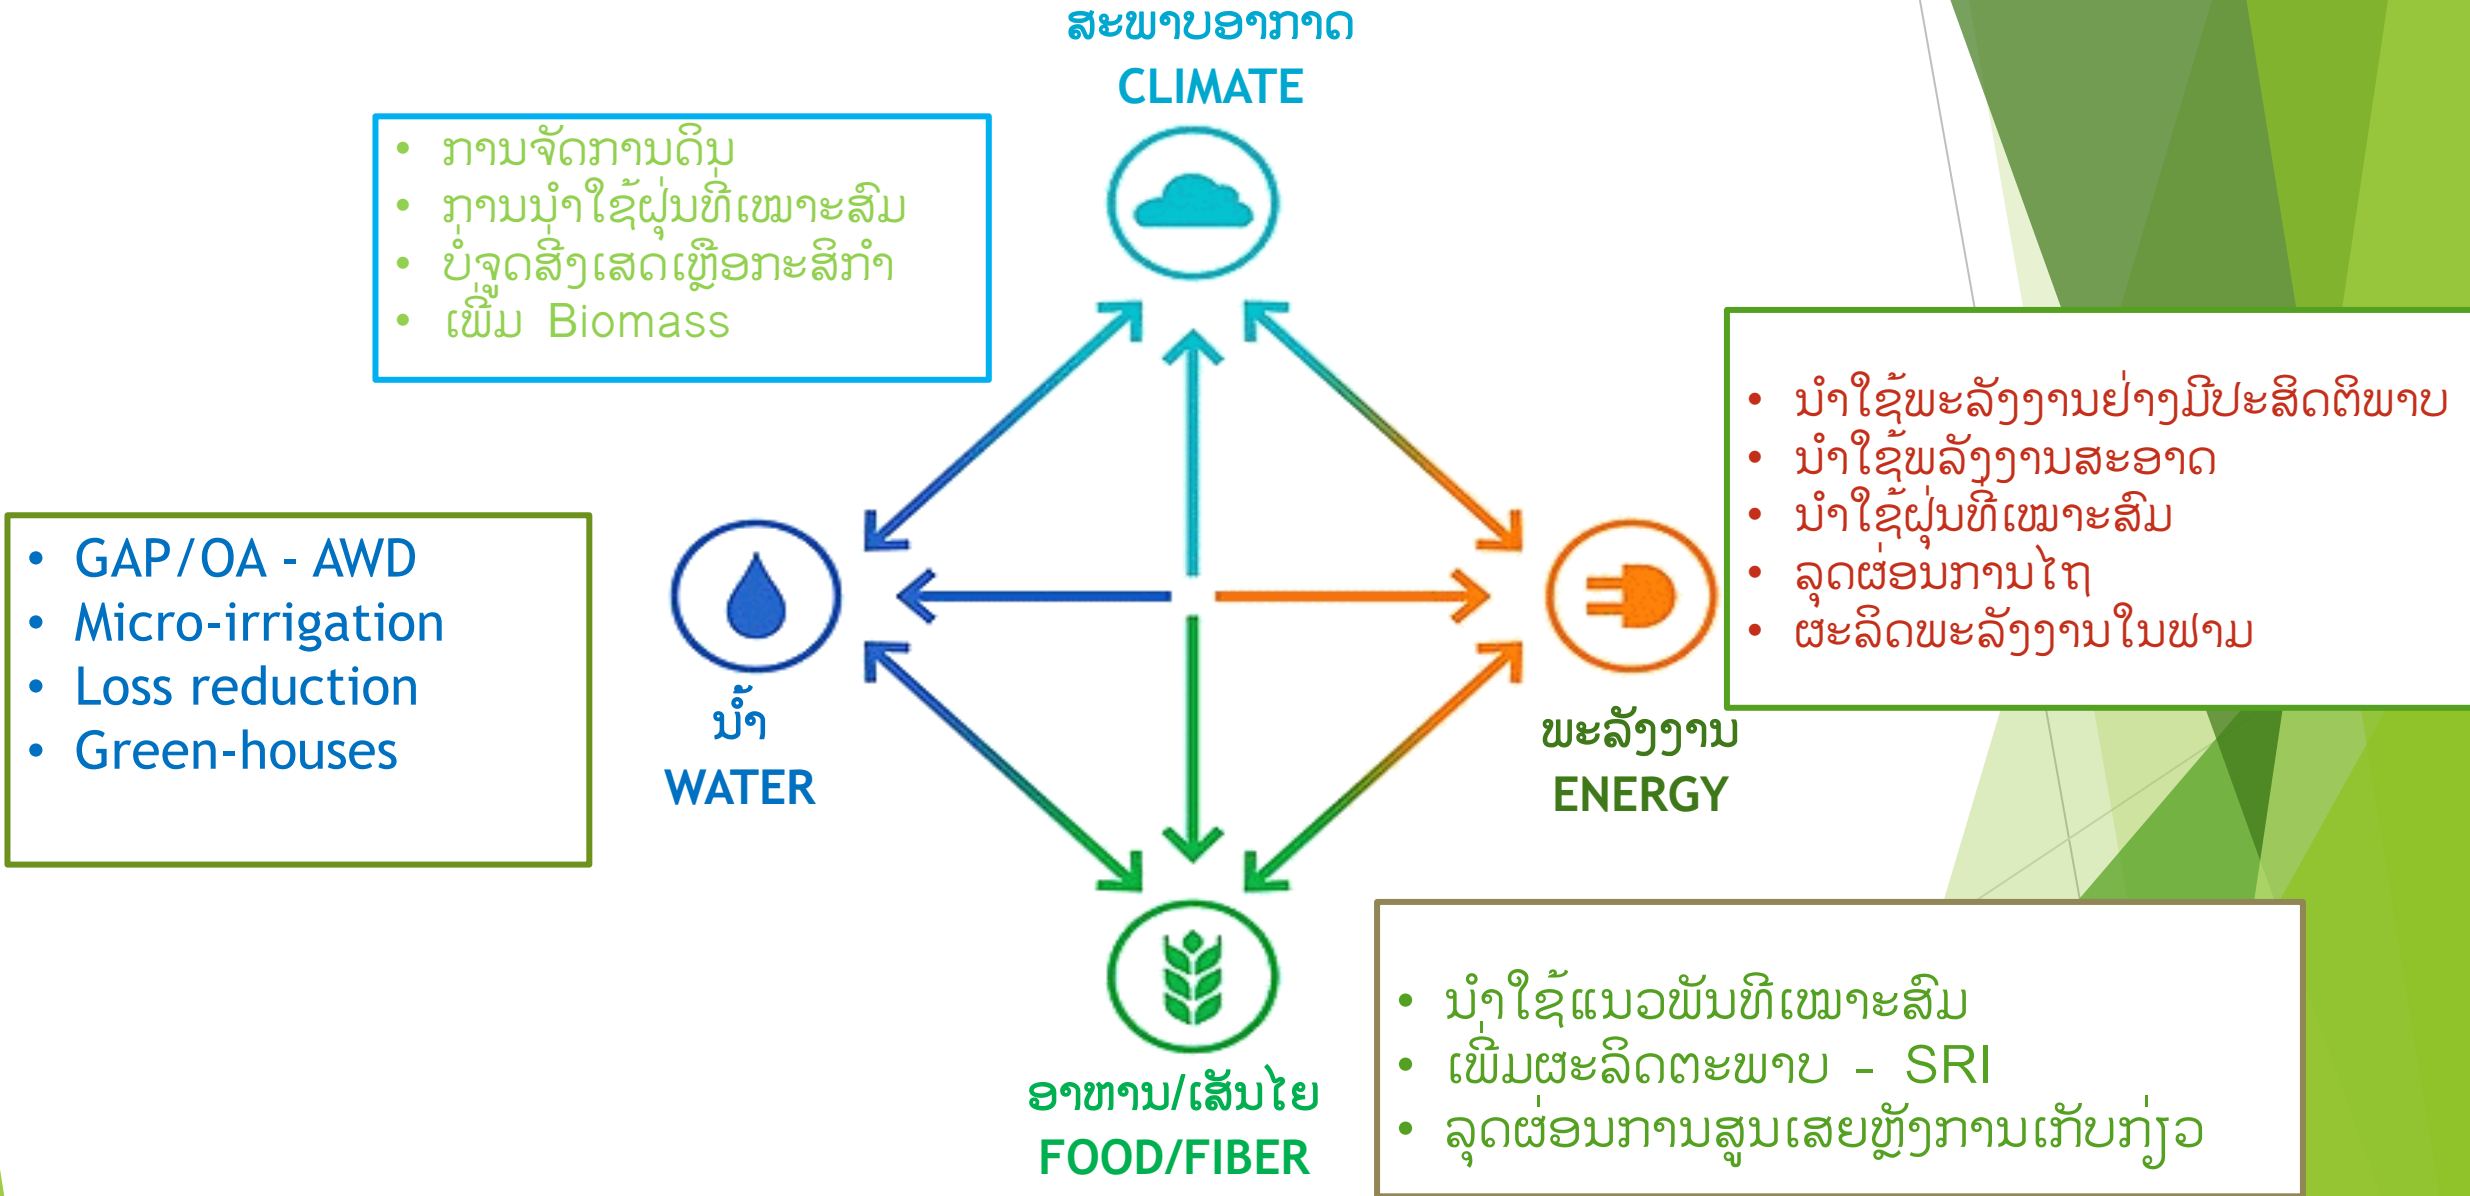 ສະພາບອາກາດ
CLIMATE
• ການຈັດການດິນ
• ການນຳໃຊ້ຝຸ່ນທີ່ເໝາະສົມ
• ບໍ່ຈູດສິ່ງເສດເຫຼືອກະສິກຳ
• ເພີ່ມ Biomass
• ນຳໃຊ້ພະລັງງານຢ່າງມີປະສິດຕິພາບ
• ນຳໃຊ້ພລັງງານສະອາດ
• ນຳໃຊ້ຝຸ່ນທີ່ເໝາະສົມ
• ລຸດຜ່ອນການໄຖ
• ຜະລິດພະລັງງານໃນຟາມ
• GAP/OA - AWD
• Micro-irrigation
• Loss reduction
• Green-houses
ນ້ຳ
WATER
ພະລັງງານ
ENERGY
ອາຫານ/ເສັ້ນໄຍ
FOOD/FIBER
• ນຳໃຊ້ແນວພັນທີ່ເໝາະສົມ
• ເພີ່ມຜະລິດຕະພາບ – SRI
• ລຸດຜ່ອນການສູນເສຍຫຼັງການເກັບກ່ຽວ